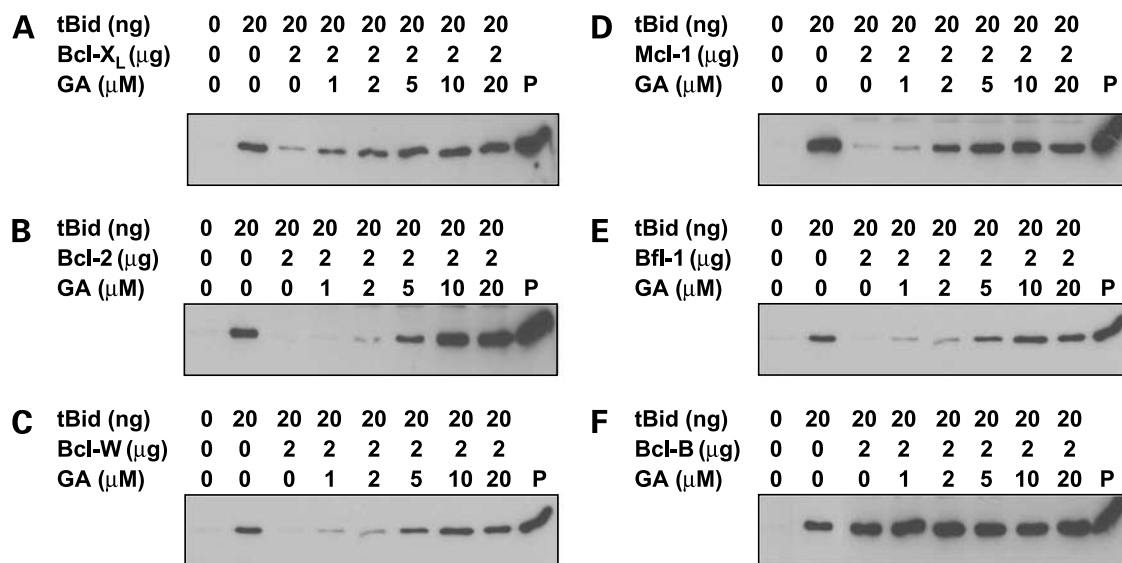 A
tBid (ng) 0 20 20 20 20 20 20 20
Bcl-XL (μg) 0 0 2 2 2 2 2 2
GA (μM) 0 0 0 1 2 5 10 20 P
B
tBid (ng) 0 20 20 20 20 20 20 20
Bcl-2 (μg) 0 0 2 2 2 2 2 2
GA (μM) 0 0 0 1 2 5 10 20 P
C
tBid (ng) 0 20 20 20 20 20 20 20
Bcl-W (μg) 0 0 2 2 2 2 2 2
GA (μM) 0 0 0 1 2 5 10 20 P
D
tBid (ng) 0 20 20 20 20 20 20 20
Mcl-1 (μg) 0 0 2 2 2 2 2 2
GA (μM) 0 0 0 1 2 5 10 20 P
E
tBid (ng) 0 20 20 20 20 20 20 20
Bfl-1 (μg) 0 0 2 2 2 2 2 2
GA (μM) 0 0 0 1 2 5 10 20 P
F
tBid (ng) 0 20 20 20 20 20 20 20
Bcl-B (μg) 0 0 2 2 2 2 2 2
GA (μM) 0 0 0 1 2 5 10 20 P